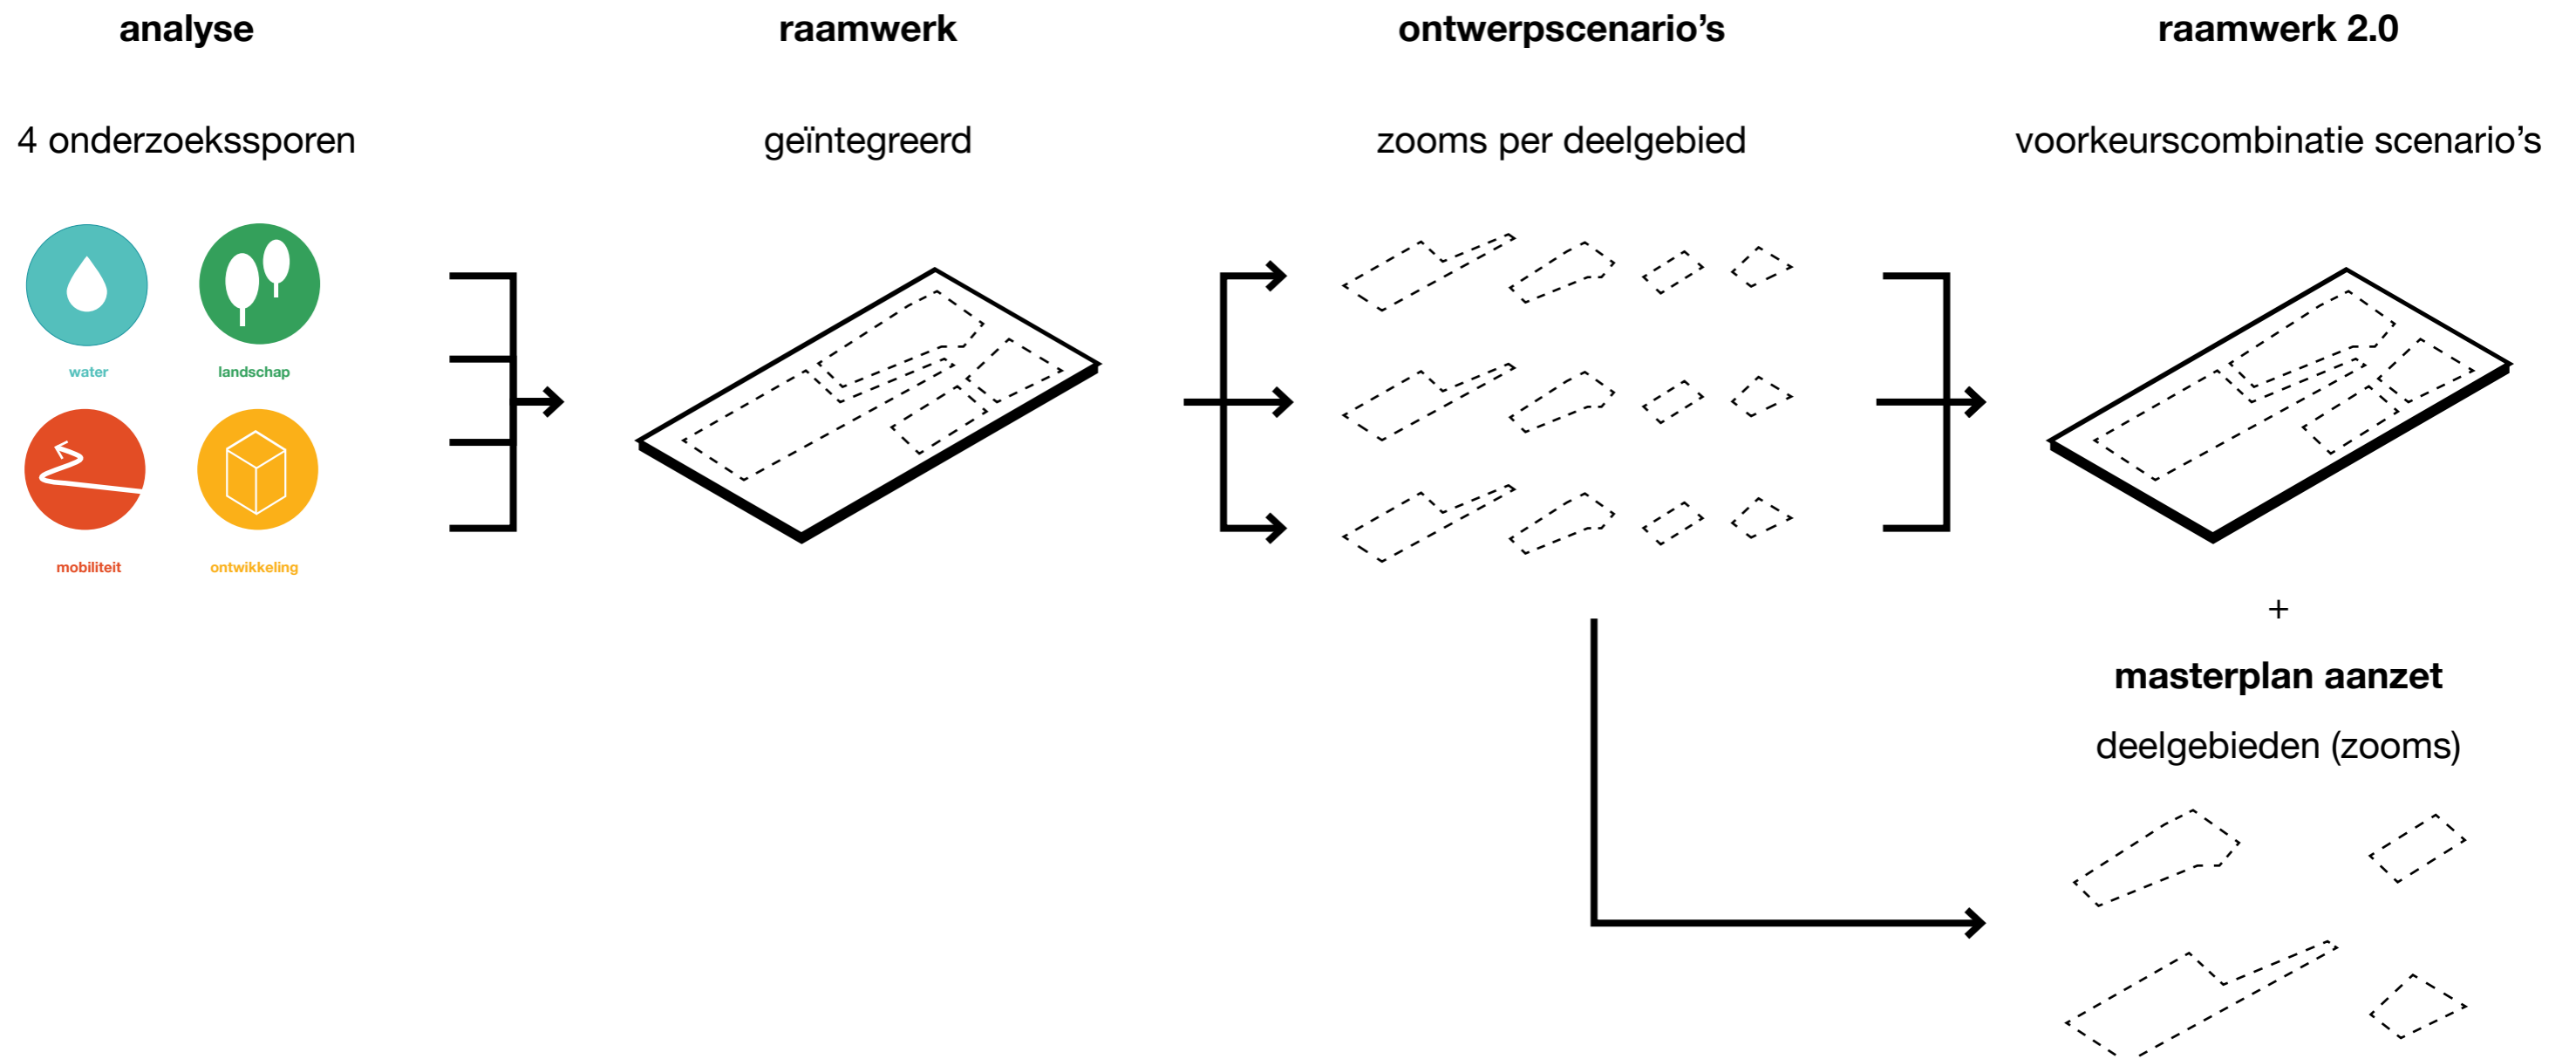 analyse
raamwerk
ontwerpscenario’s
raamwerk 2.0
4 onderzoekssporen
geïntegreerd
zooms per deelgebied
voorkeurscombinatie scenario’s
water
landschap
mobiliteit
ontwikkeling
+
masterplan aanzet
deelgebieden (zooms)